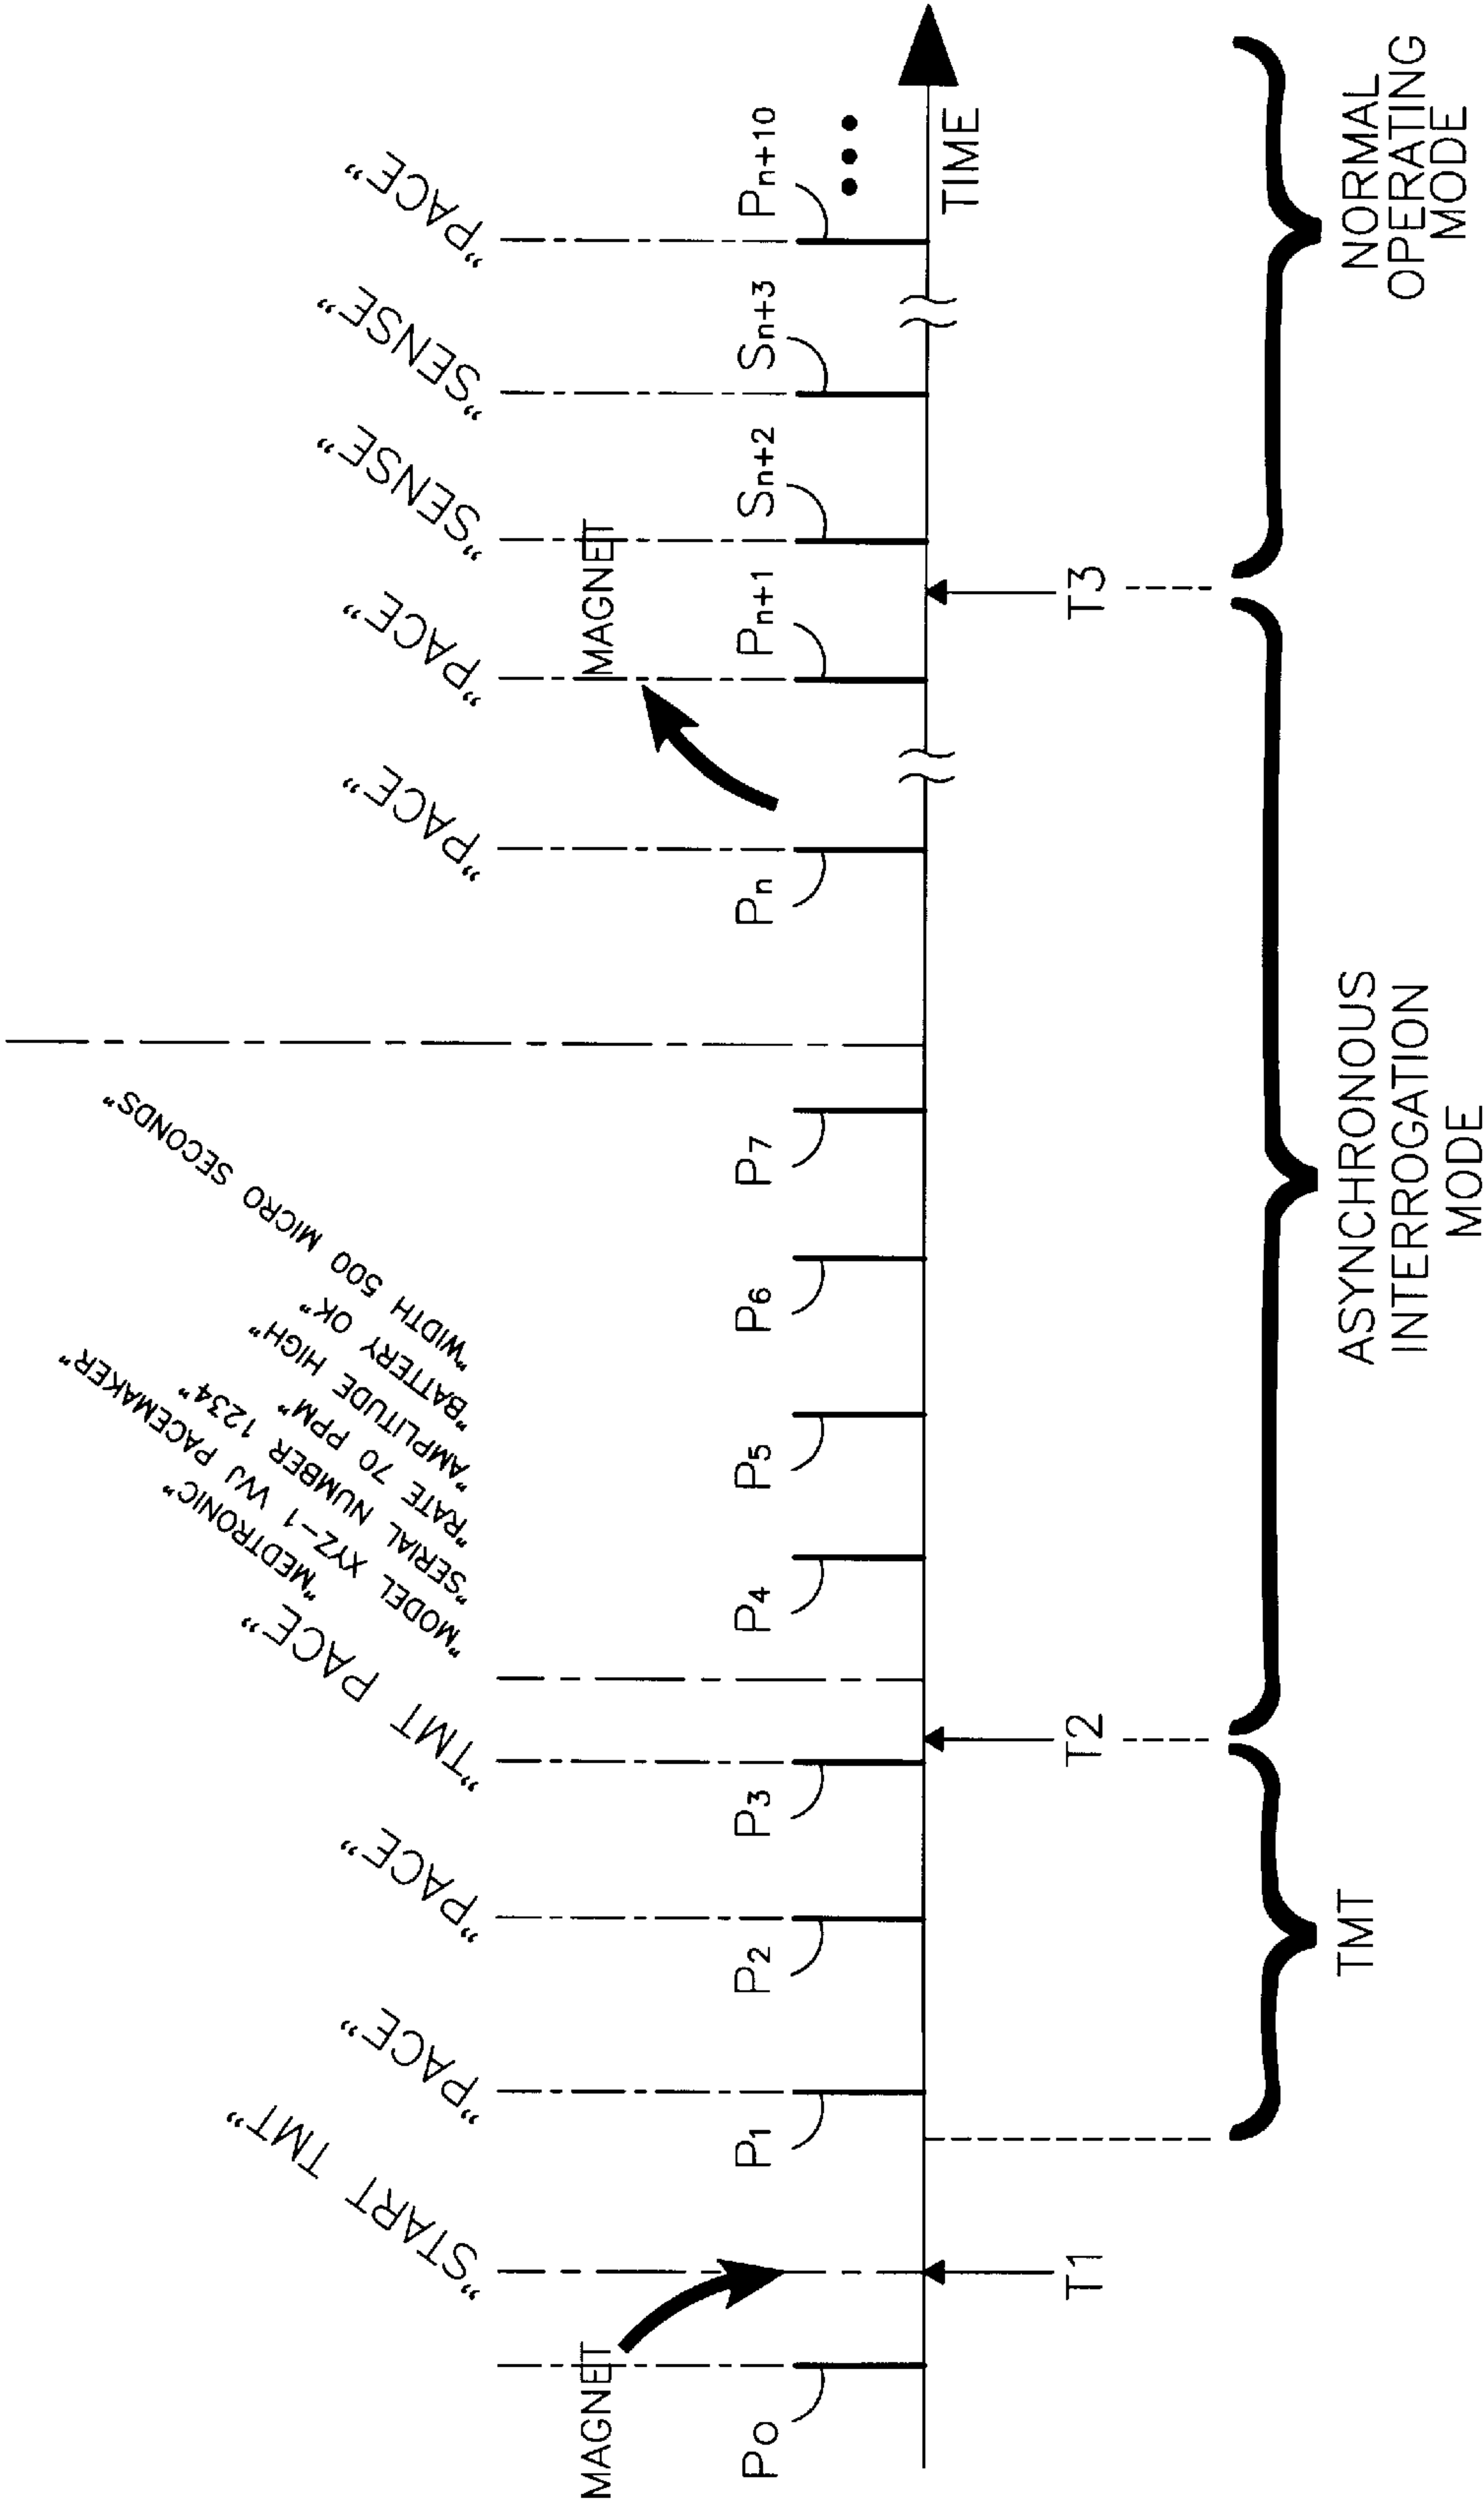 "START TMT"
"PACE"
"PACE"
"TMT PACE"
"MEDTRONIC"
"MODEL XYZ-1 VVJ PACEMAKER"
"SERIAL NUMBER 1234"
"RATE 70 PPM"
"AMPLITUDE HIGH"
"BATTERY OK"
"WIDTH 500 MICRO SECONDS"
"PACE"
"PACE"
"SENSE"
"SENSE"
"PACE"
MAGNET
MAGNET
PO
P1
P2
P3
P4
P5
P6
P7
Pn
Pn+1
Sn+2
Sn+3
Pn+10
TIME
T1
T2
T3
TMT
ASYNCHRONOUS
INTERROGATION
MODE
NORMAL
OPERATING
MODE